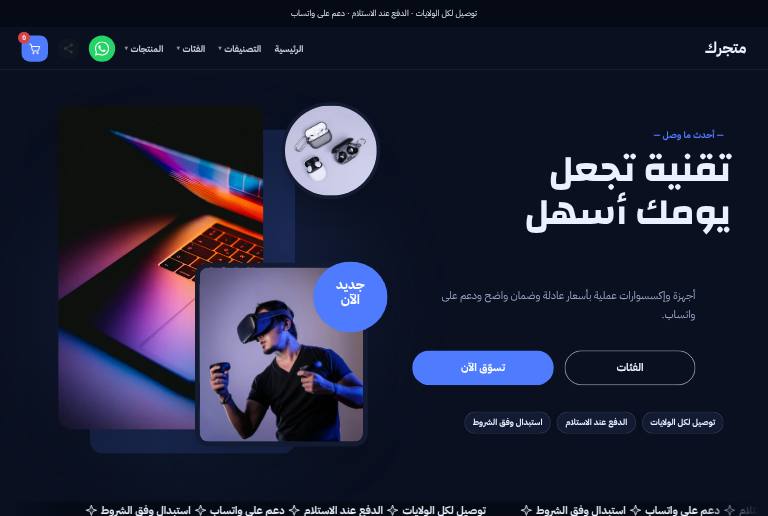 توصيل لكل الولايات · الدفع عند الاستلام · دعم على واتساب
متجرك
الرئيسية
التصنيفات
الفئات
المنتجات
0
— أحدث ما وصل —
تقنية تجعل
يومك أسهل
أجهزة وإكسسوارات عملية بأسعار عادلة وضمان واضح ودعم على
واتساب.
الفئات
تسوّق الآن
توصيل لكل الولايات
الدفع عند الاستلام
استبدال وفق الشروط
جديد
الآن
دعم على واتساب ✧ استبدال وفق الشروط
توصيل لكل الولايات ✧ الدفع عند الاستلام ✧ دعم على واتساب ✧ استبدال وفق الشروط